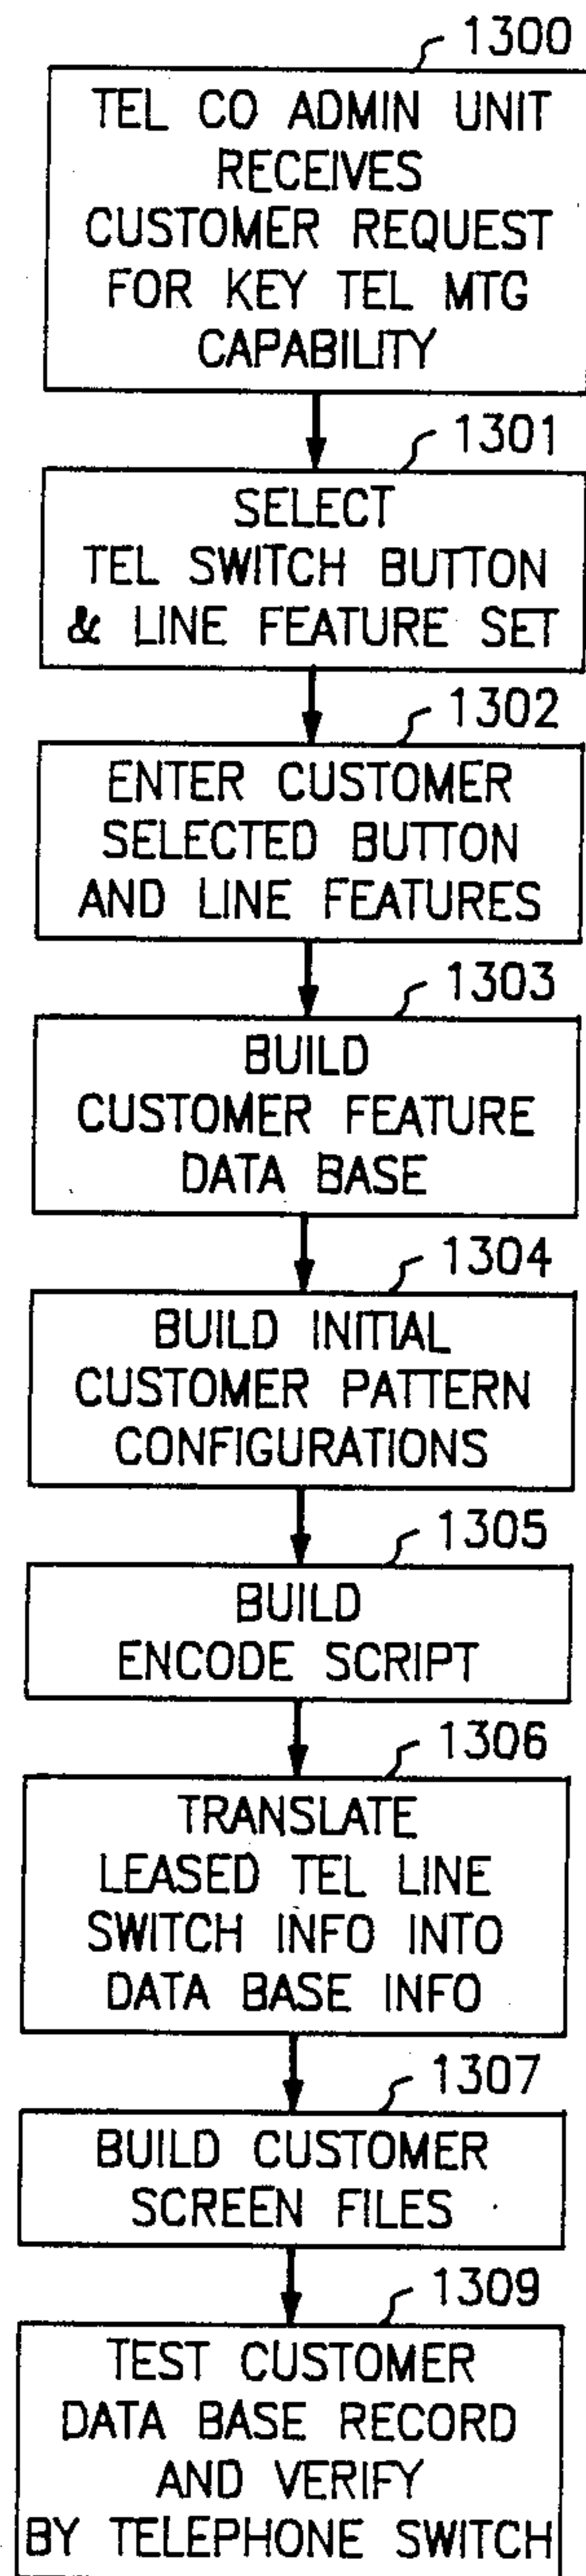 1300
TEL CO ADMIN UNIT
RECEIVES
CUSTOMER REQUEST
FOR KEY TEL MTG
CAPABILITY
1301
SELECT
TEL SWITCH BUTTON
& LINE FEATURE SET
1302
ENTER CUSTOMER
SELECTED BUTTON
AND LINE FEATURES
1303
BUILD
CUSTOMER FEATURE
DATA BASE
1304
BUILD INITIAL
CUSTOMER PATTERN
CONFIGURATIONS
1305
BUILD
ENCODE SCRIPT
1306
TRANSLATE
LEASED TEL LINE
SWITCH INFO INTO
DATA BASE INFO
1307
BUILD CUSTOMER
SCREEN FILES
1309
TEST CUSTOMER
DATA BASE RECORD
AND VERIFY
BY TELEPHONE SWITCH